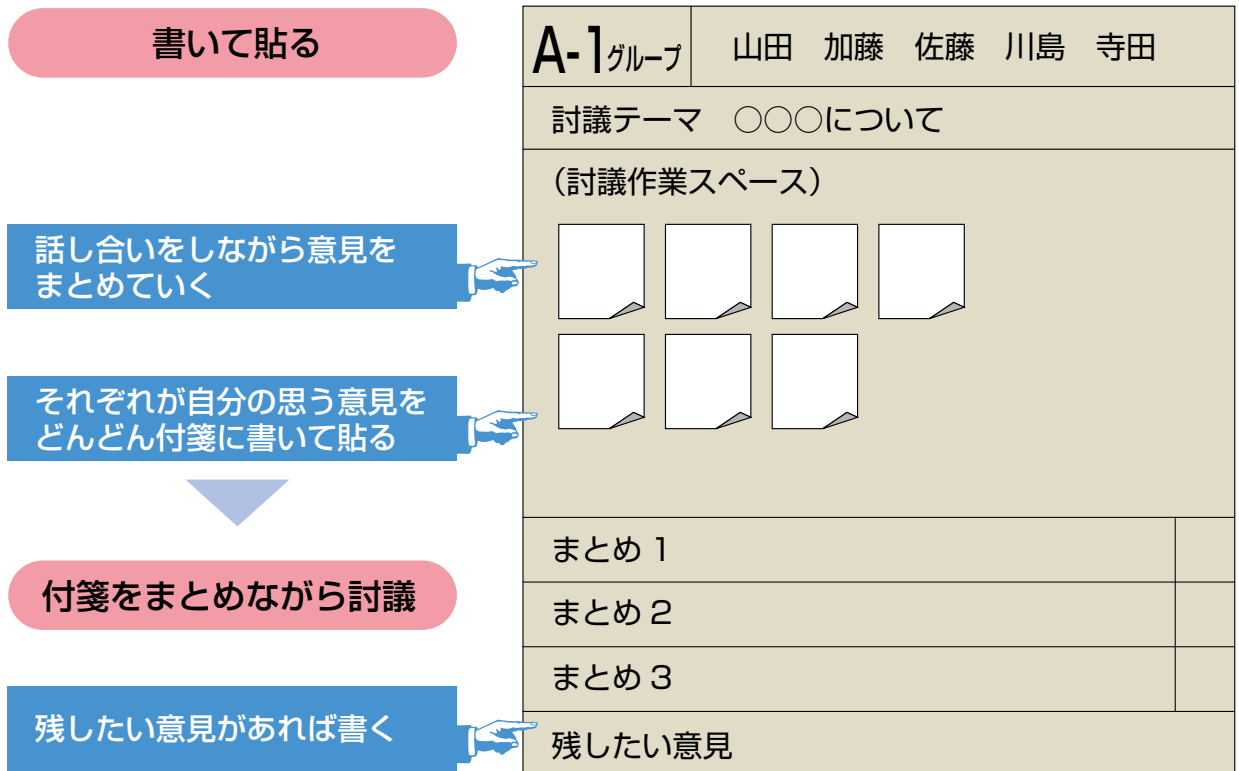 書いて貼る
話し合いをしながら意見を
まとめていく
それぞれが自分の思う意見を
どんどん付箋に書いて貼る
付箋をまとめながら討議
残したい意見があれば書く
A-1グループ 山田 加藤 佐藤 川島 寺田
討議テーマ ○○○について
（討議作業スペース）
まとめ 1
まとめ 2
まとめ 3
残したい意見